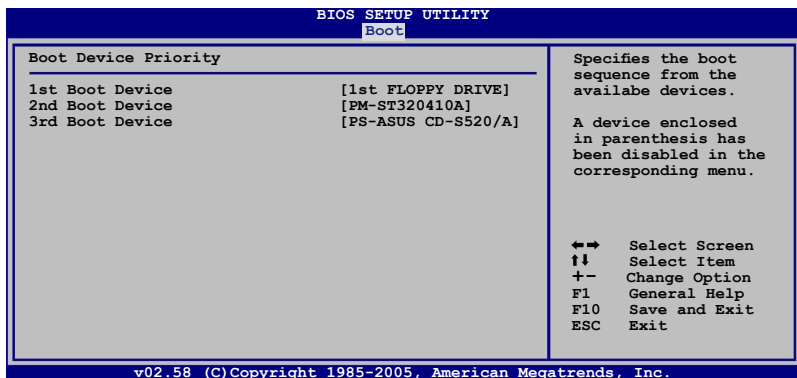 BIOS SETUP UTILITY
Boot
Boot Device Priority
1st Boot Device [1st FLOPPY DRIVE]
2nd Boot Device [PM-ST320410A]
3rd Boot Device [PS-ASUS CD-S520/A]
Specifies the boot
sequence from the
availabe devices.
A device enclosed
in parenthesis has
been disabled in the
corresponding menu.
←→ Select Screen
↑↓ Select Item
+- Change Option
F1 General Help
F10 Save and Exit
ESC Exit
v02.58 (C)Copyright 1985-2005, American Megatrends, Inc.